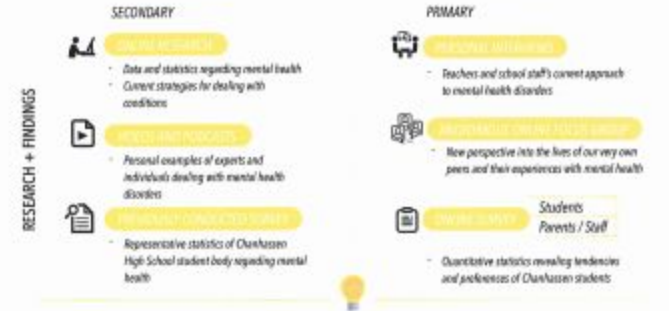 SECONDARY
ONLINE RESEARCH
- Data and statistics regarding mental health
- Current strategies for dealing with
conditions
VIDEOS AND PODCASTS
- Personal examples of experts and
individuals dealing with mental health
disorders
PREVIOUSLY CONDUCTED SURVEY
- Representative statistics of Chanhassen
High School student body regarding mental
health
PRIMARY
PERSONAL INTERVIEWS
- Teachers and school staff's current approach
to mental health disorders
ANONYMOUS ONLINE FOCUS GROUP
- New perspective into the lives of our very own
peers and their experiences with mental health
ONLINE SURVEY
Students
Parents / Staff
- Quantitative statistics revealing tendencies
and preferences of Chanhassen students
RESEARCH + FINDINGS